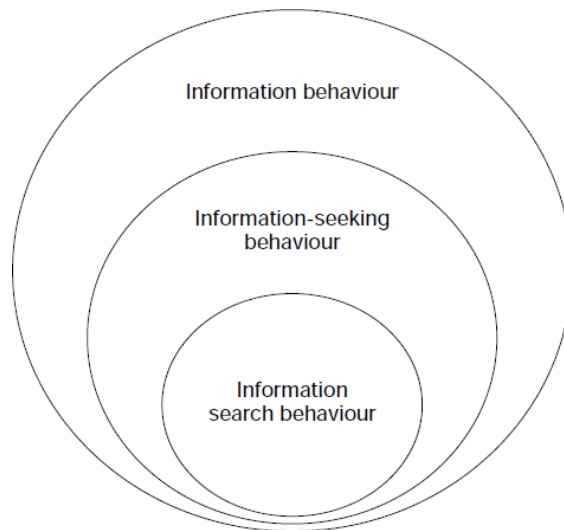 Information behaviour
Information-seeking
behaviour
Information
search behaviour